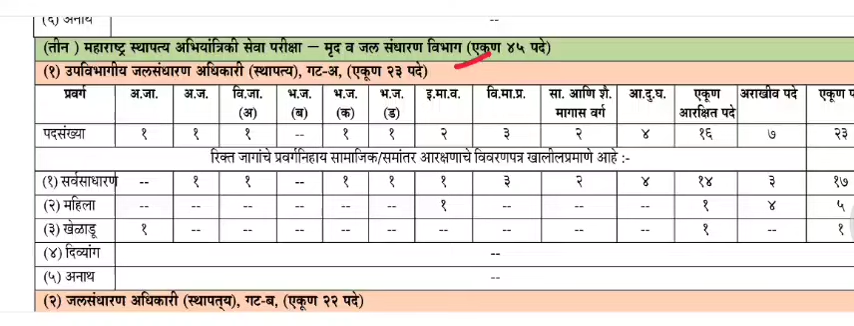 (६) अनाथ --
(तीन ) महाराष्ट्र स्थापत्य अभियांत्रिकी सेवा परीक्षा – मृद व जल संधारण विभाग (एकूण ४५ पदे)
(१) उपविभागीय जलसंधारण अधिकारी (स्थापत्य), गट-अ, (एकूण २३ पदे)
प्रवर्ग अ.जा. अ.ज. वि.जा. (अ) भ.ज. (ब) भ.ज. (क) भ.ज. (ड) इ.मा.व. वि.मा.प्र. सा. आणि शै. मागास वर्ग आ.दु.घ. एकूण आरक्षित पदे अराखीव पदे एकूण
पदसंख्या १ १ १ -- १ १ २ ३ २ ४ १६ ७ २३
रिक्त जागांचे प्रवर्गनिहाय सामाजिक/समांतर आरक्षणाचे विवरणपत्र खालीलप्रमाणे आहे :-
(१) सर्वसाधारण -- १ १ -- १ १ १ ३ २ ४ १४ ३ १७
(२) महिला -- -- -- -- -- -- १ -- -- -- १ ४ ५
(३) खेळाडू १ -- -- -- -- -- -- -- -- -- १ -- १
(४) दिव्यांग --
(५) अनाथ --
(२) जलसंधारण अधिकारी (स्थापत्य), गट-ब, (एकूण २२ पदे)